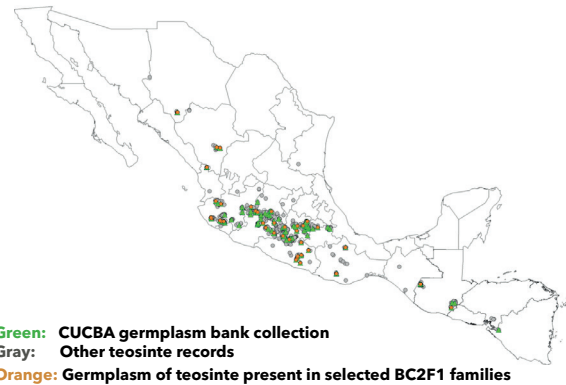 Green: CUCBA germplasm bank collection
Gray: Other teosinte records
Orange: Germplasm of teosinte present in selected BC2F1 families